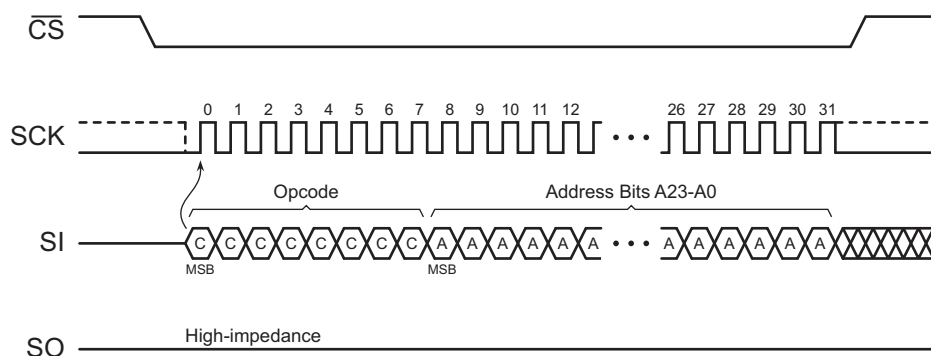 CS
0 1 2 3 4 5 6 7 8 9 10 11 12 26 27 28 29 30 31
SCK
Opcode Address Bits A23-A0
SI C C C C C C C C A A A A A A A A A A A A
MSB MSB
High-impedance
SO